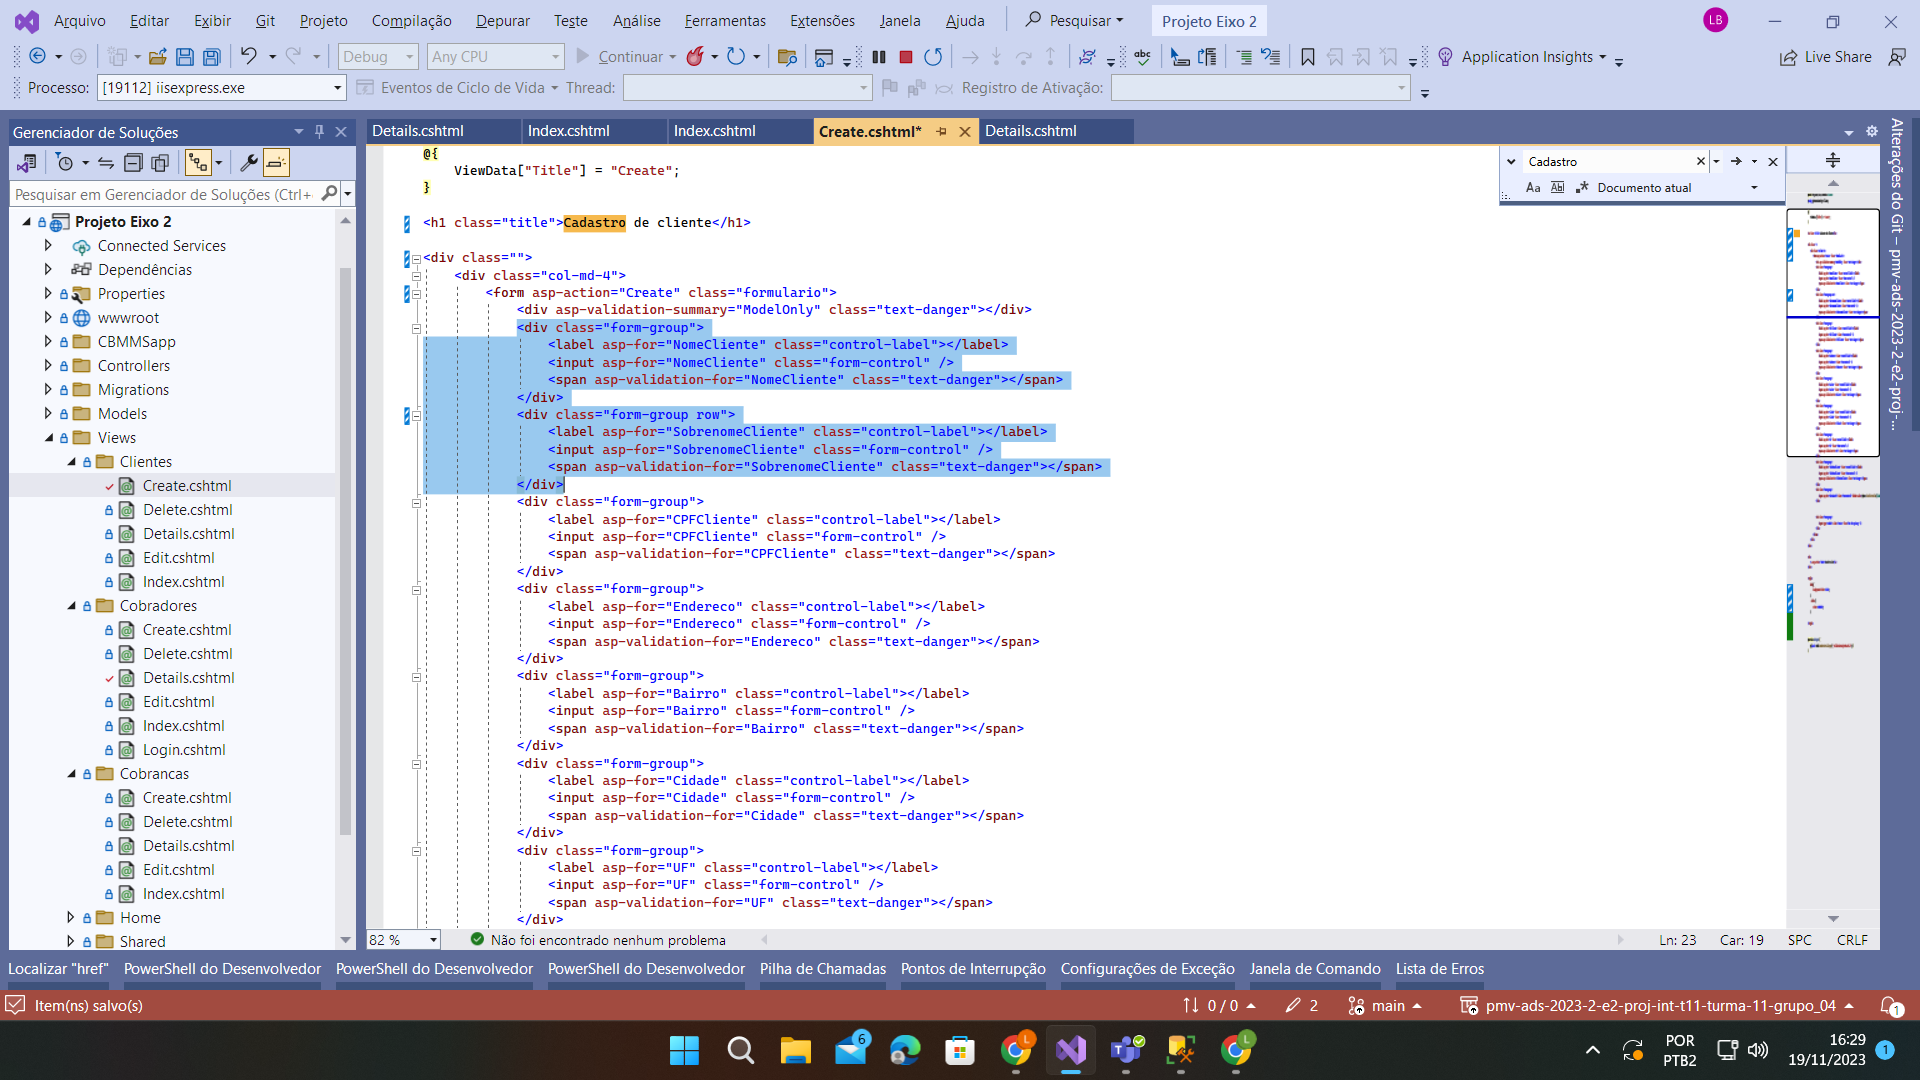 Arquivo Editar Exibir Git Projeto Compilação Depurar Teste Análise Ferramentas Extensões Janela Ajuda Pesquisar Projeto Eixo 2 LB
Debug Any CPU Continuar Application Insights Live Share
Processo: [19112] iisexpress.exe Eventos de Ciclo de Vida Thread: Registro de Ativação:
Gerenciador de Soluções
Pesquisar em Gerenciador de Soluções (Ctrl+
Projeto Eixo 2
Connected Services
Dependências
Properties
wwwroot
CBMMSapp
Controllers
Migrations
Models
Views
Clientes
Create.cshtml
Delete.cshtml
Details.cshtml
Edit.cshtml
Index.cshtml
Cobradores
Create.cshtml
Delete.cshtml
Details.cshtml
Edit.cshtml
Index.cshtml
Login.cshtml
Cobrancas
Create.cshtml
Delete.cshtml
Details.cshtml
Edit.cshtml
Index.cshtml
Home
Shared
Details.cshtml Index.cshtml Index.cshtml Create.cshtml* Details.cshtml
@{
ViewData["Title"] = "Create";
}
<h1 class="title">Cadastro de cliente</h1>
<div class="">
<div class="col-md-4">
<form asp-action="Create" class="formulario">
<div asp-validation-summary="ModelOnly" class="text-danger"></div>
<div class="form-group">
<label asp-for="NomeCliente" class="control-label"></label>
<input asp-for="NomeCliente" class="form-control" />
<span asp-validation-for="NomeCliente" class="text-danger"></span>
</div>
<div class="form-group row">
<label asp-for="SobrenomeCliente" class="control-label"></label>
<input asp-for="SobrenomeCliente" class="form-control" />
<span asp-validation-for="SobrenomeCliente" class="text-danger"></span>
</div>
<div class="form-group">
<label asp-for="CPFCliente" class="control-label"></label>
<input asp-for="CPFCliente" class="form-control" />
<span asp-validation-for="CPFCliente" class="text-danger"></span>
</div>
<div class="form-group">
<label asp-for="Endereco" class="control-label"></label>
<input asp-for="Endereco" class="form-control" />
<span asp-validation-for="Endereco" class="text-danger"></span>
</div>
<div class="form-group">
<label asp-for="Bairro" class="control-label"></label>
<input asp-for="Bairro" class="form-control" />
<span asp-validation-for="Bairro" class="text-danger"></span>
</div>
<div class="form-group">
<label asp-for="Cidade" class="control-label"></label>
<input asp-for="Cidade" class="form-control" />
<span asp-validation-for="Cidade" class="text-danger"></span>
</div>
<div class="form-group">
<label asp-for="UF" class="control-label"></label>
<input asp-for="UF" class="form-control" />
<span asp-validation-for="UF" class="text-danger"></span>
</div>
Cadastro
Aa Ab Documento atual
Alterações do Git – pmv-ads-2023-2-e2-proj-...
82 % Não foi encontrado nenhum problema Ln: 23 Car: 19 SPC CRLF
Localizar "href" PowerShell do Desenvolvedor PowerShell do Desenvolvedor PowerShell do Desenvolvedor Pilha de Chamadas Pontos de Interrupção Configurações de Exceção Janela de Comando Lista de Erros
Item(ns) salvo(s) 0 / 0 2 main pmv-ads-2023-2-e2-proj-int-t11-turma-11-grupo_04 1
6 L L POR PTB2 16:29 19/11/2023 1